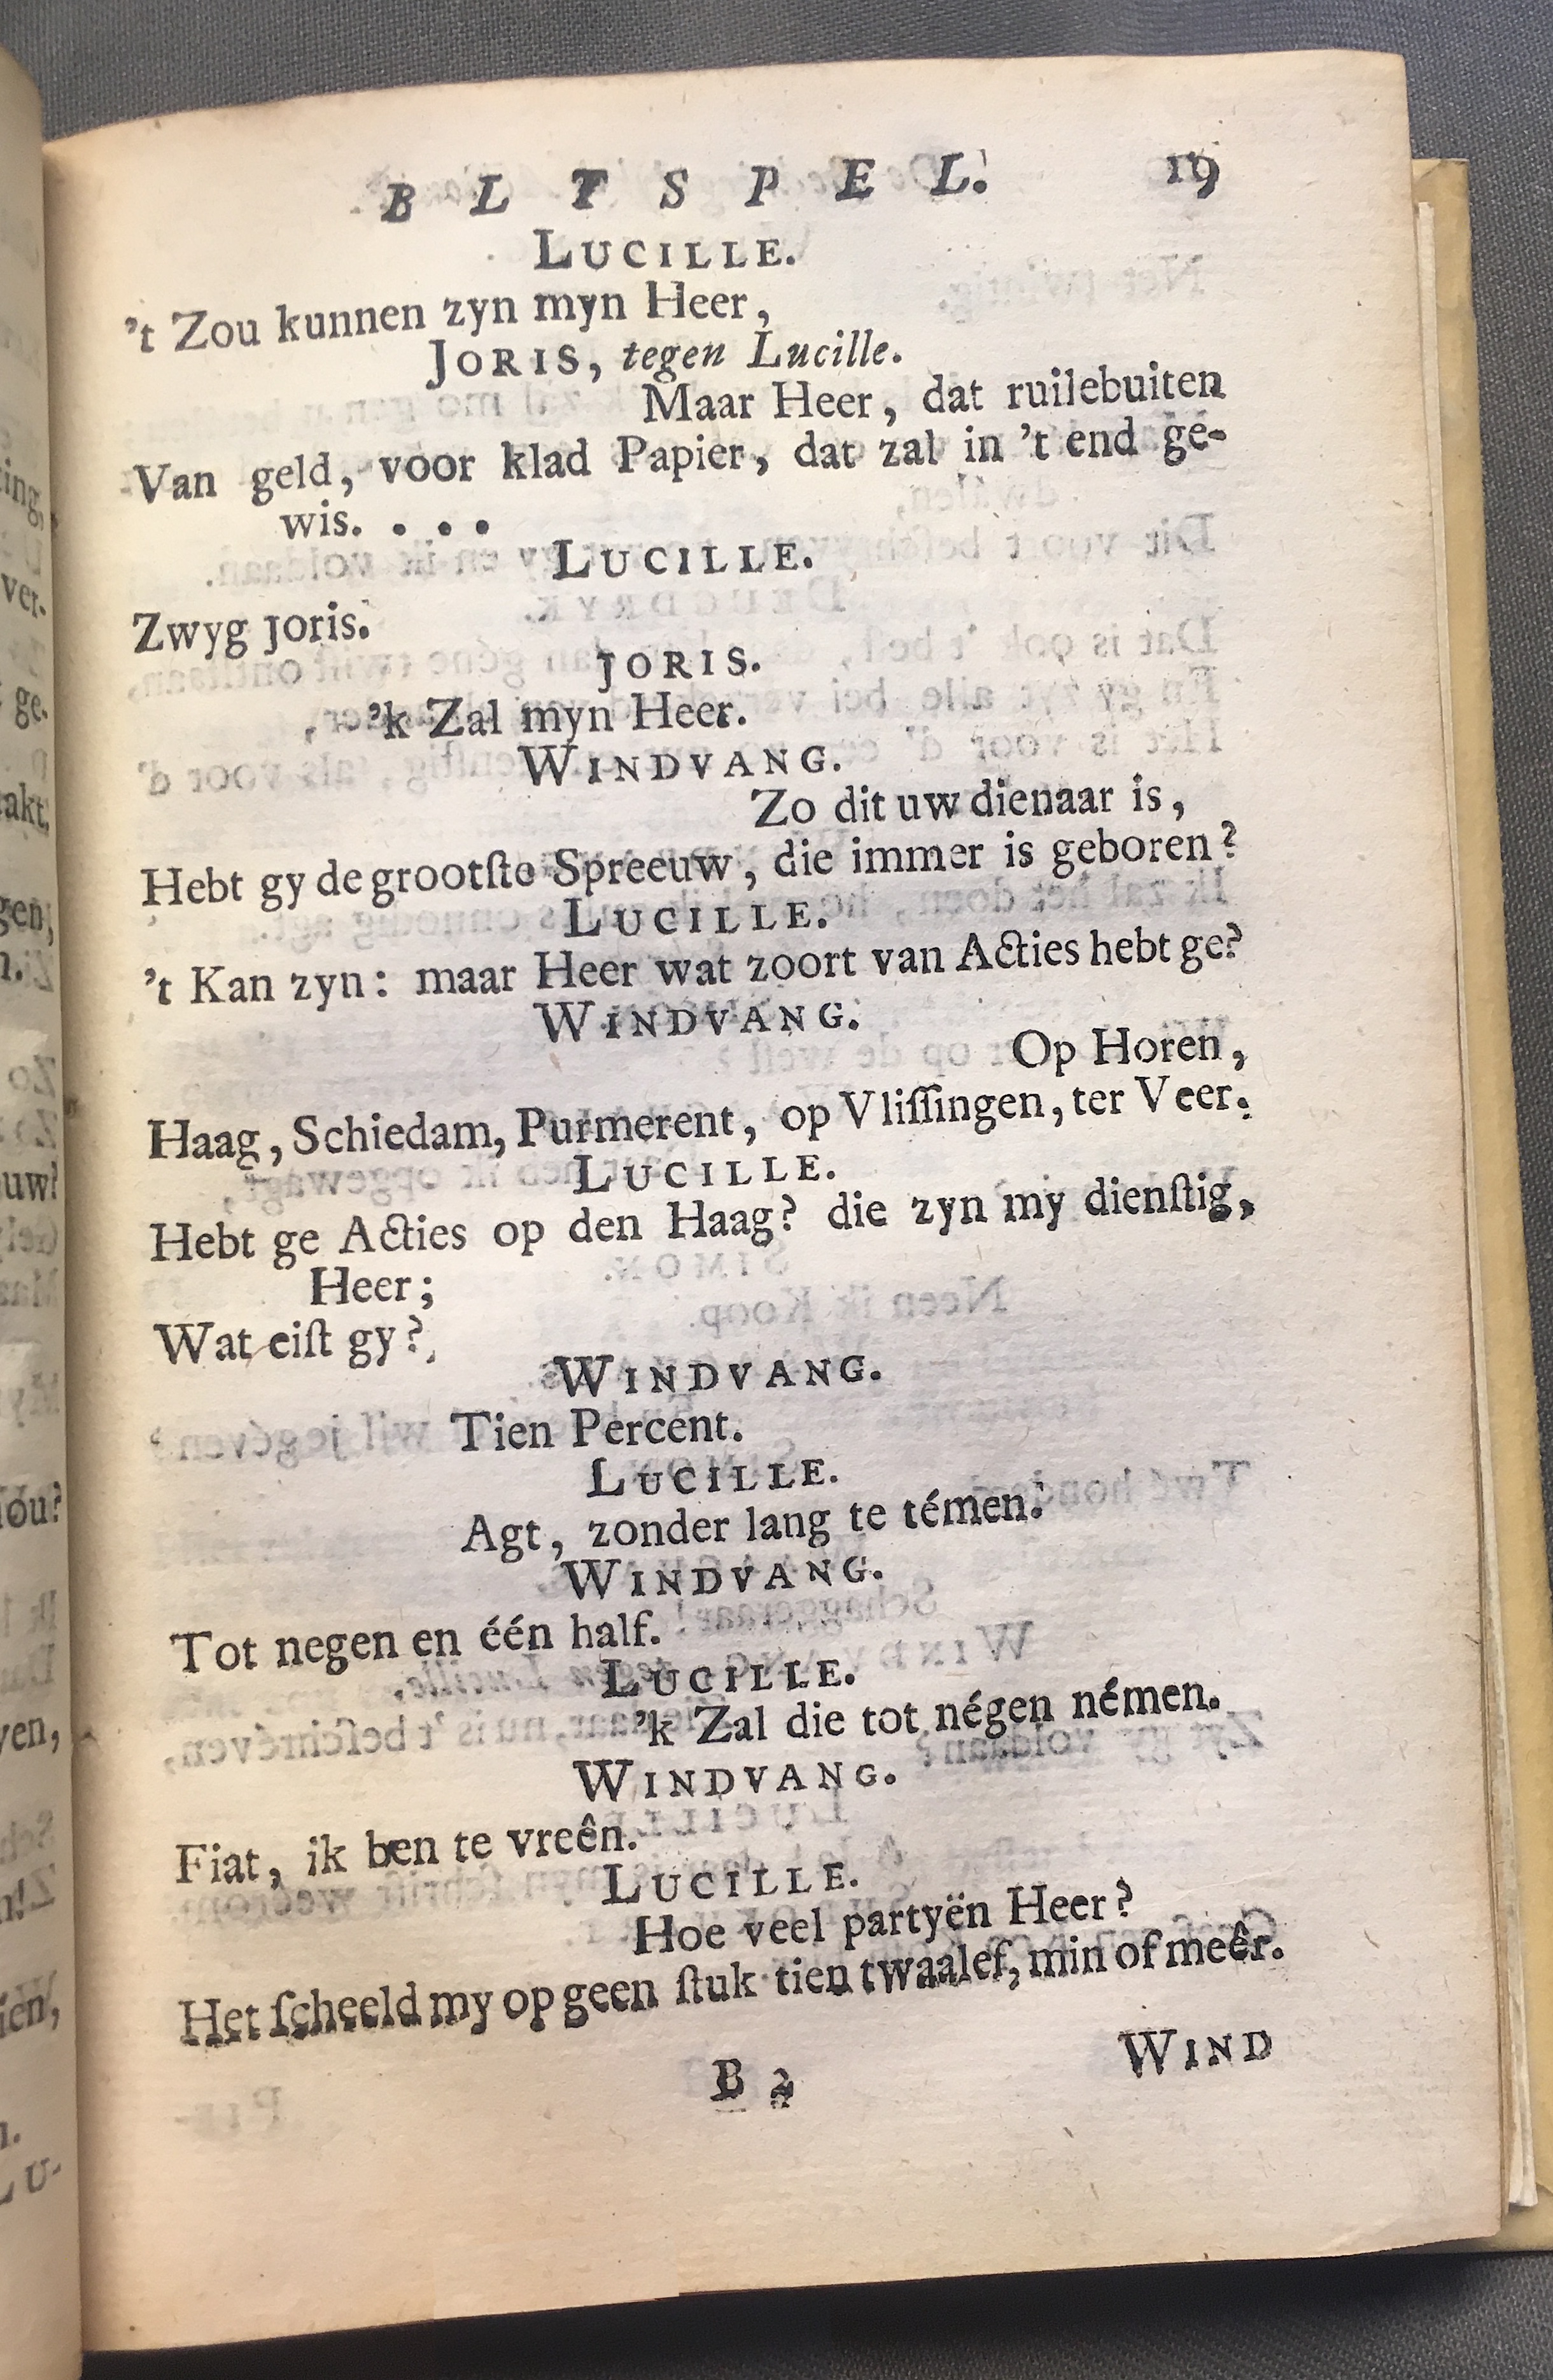 B L T S P E L. 19
LUCILLE.
’t Zou kunnen zyn myn Heer,
JORIS, tegen Lucille.
Maar Heer, dat ruilebuiten
Van geld, voor klad Papier, dat zal in ’t end ge-
wis. . . .
LUCILLE.
Zwyg Joris.
JORIS.
’k Zal myn Heer.
WINDVANG.
Zo dit uw dienaar is,
Hebt gy de grootſte Spreeuw, die immer is geboren?
LUCILLE.
’t Kan zyn: maar Heer wat zoort van Acties hebt ge?
WINDVANG.
Op Horen,
Haag, Schiedam, Purmerent, op Vliſſingen, ter Veer.
LUCILLE.
Hebt ge Acties op den Haag? die zyn my dienſtig,
Heer;
Wat eiſt gy?
WINDVANG.
Tien Percent.
LUCILLE.
Agt, zonder lang te témen.
WINDVANG.
Tot negen en één half.
LUCILLE.
’k Zal die tot négen némen.
WINDVANG.
Fiat, ik ben te vreên.
LUCILLE.
Hoe veel partyën Heer?
Het ſcheeld my op geen ſtuk tien twaalef, min of meêr.
B 2 WIND